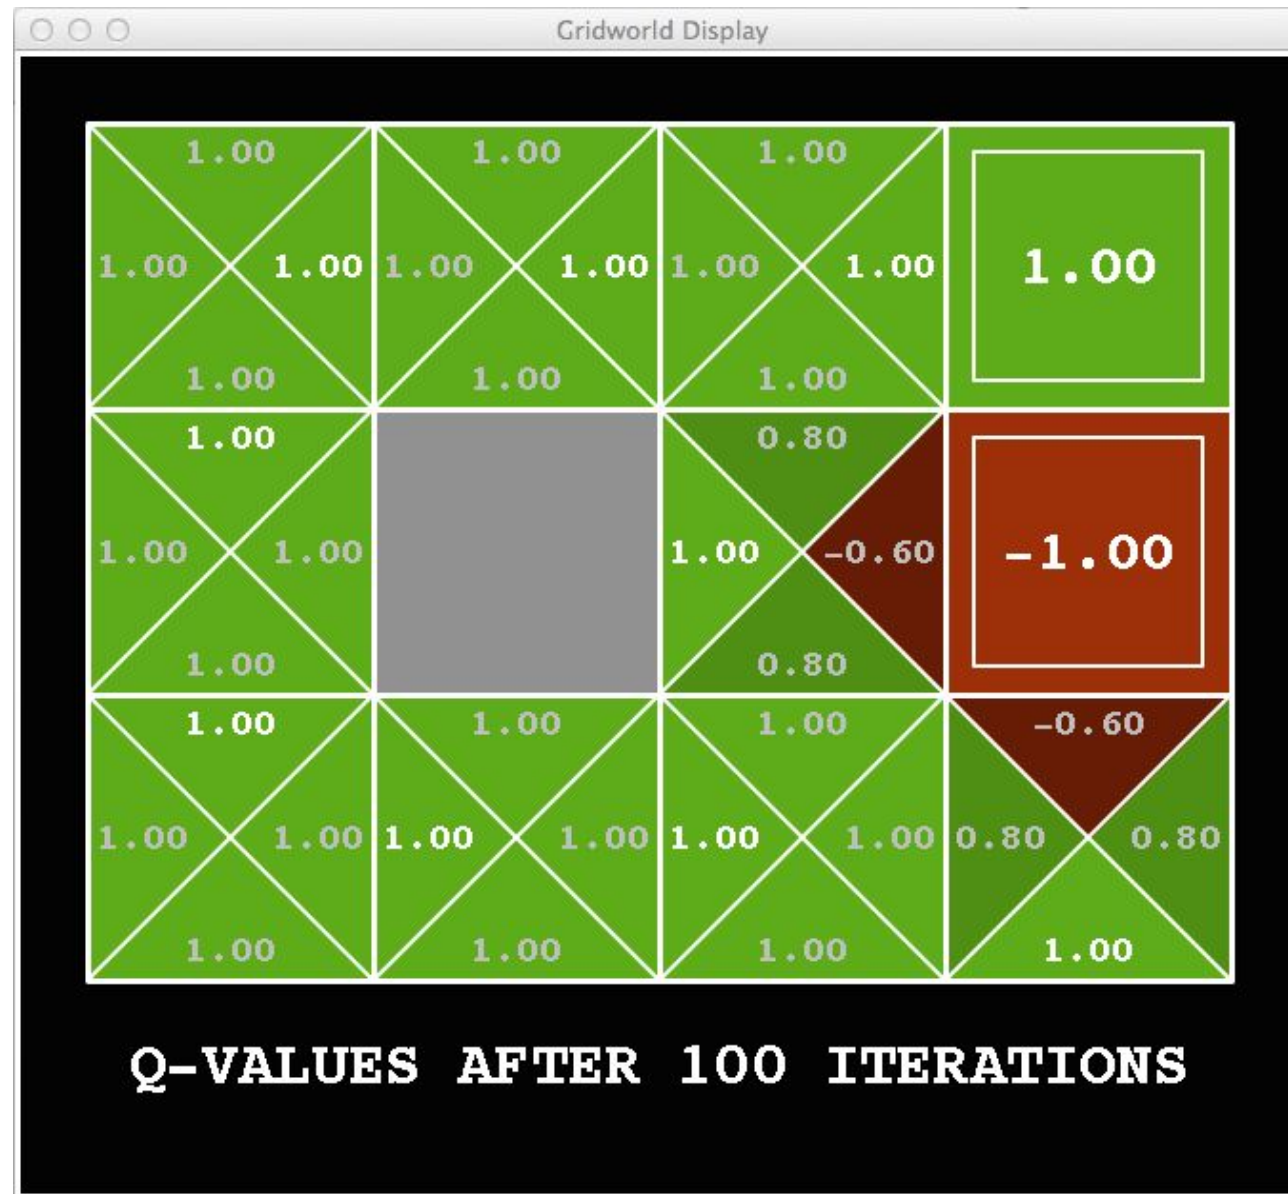 Gridworld Display
1.00 1.00 1.00
1.00 1.00 1.00 1.00 1.00 1.00 1.00
1.00 1.00 1.00
1.00 0.80
1.00 1.00 1.00 -0.60 -1.00
1.00 0.80
1.00 1.00 1.00 -0.60
1.00 1.00 1.00 1.00 1.00 1.00 0.80 0.80
1.00 1.00 1.00 1.00
Q-VALUES AFTER 100 ITERATIONS